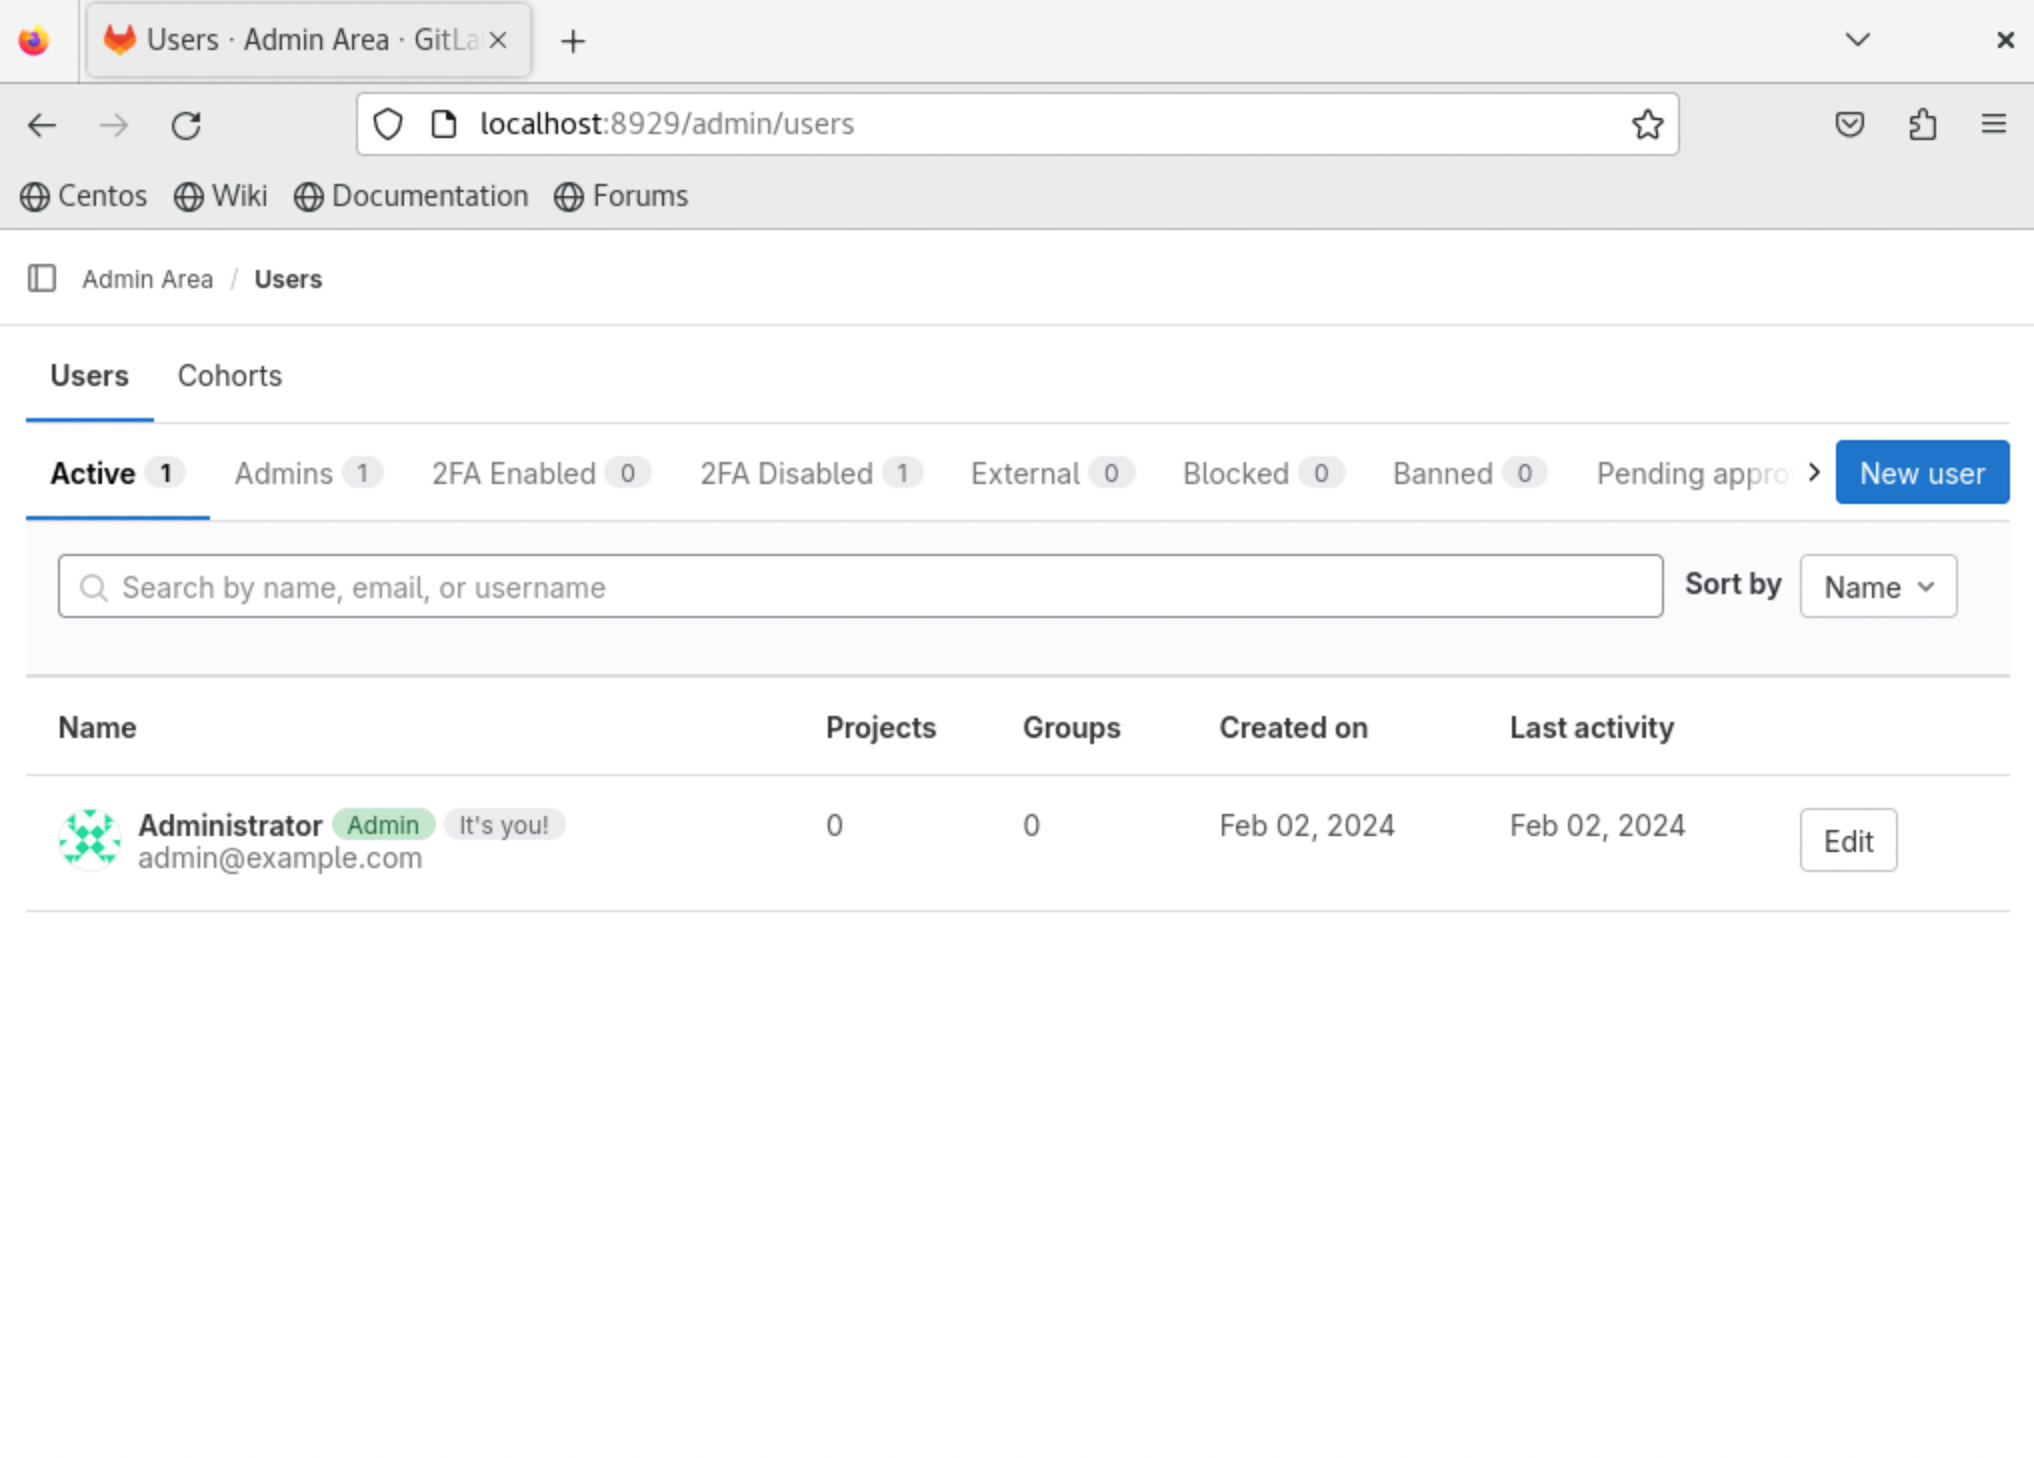 Users · Admin Area · GitLa
localhost:8929/admin/users
Centos Wiki Documentation Forums
Admin Area / Users
Users Cohorts
Active 1 Admins 1 2FA Enabled 0 2FA Disabled 1 External 0 Blocked 0 Banned 0 Pending appro New user
Search by name, email, or username Sort by Name
Name Projects Groups Created on Last activity
Administrator Admin It's you! 0 0 Feb 02, 2024 Feb 02, 2024 Edit
admin@example.com